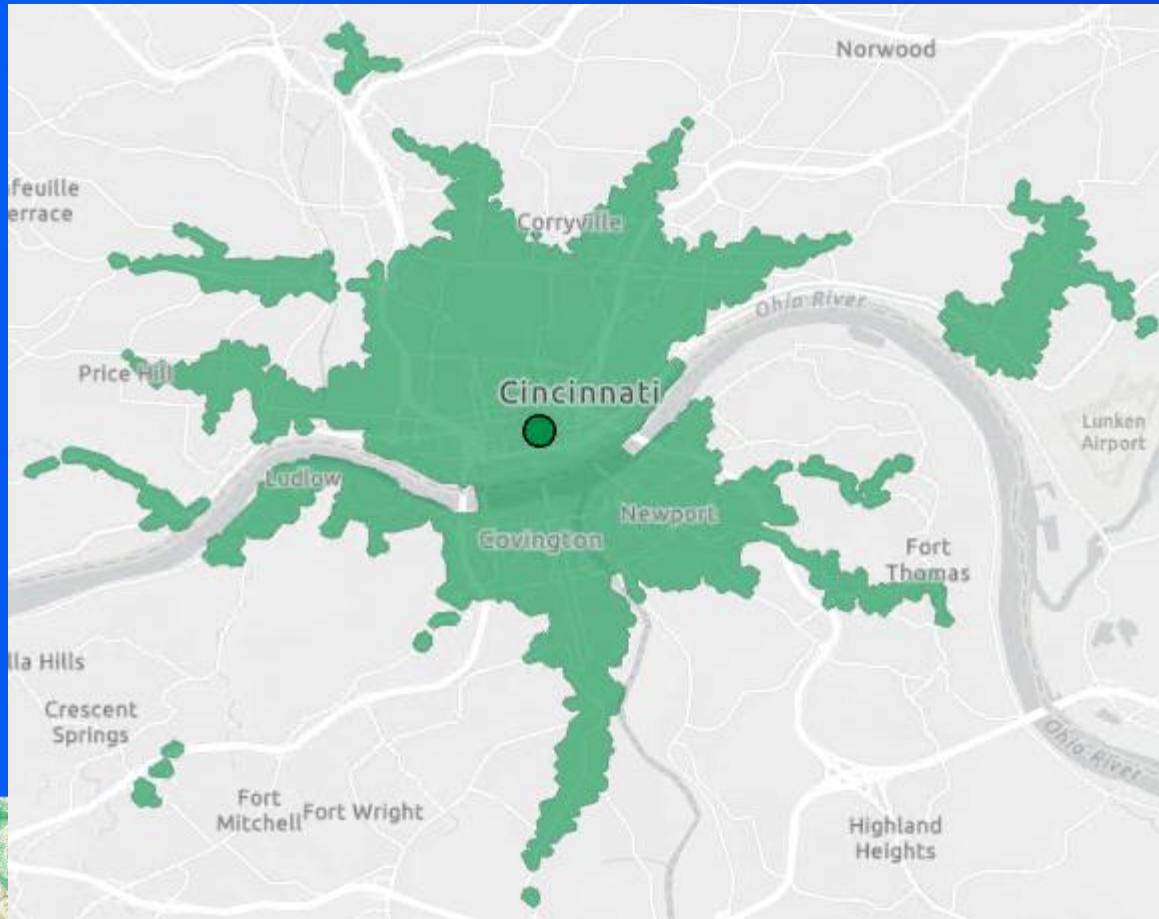 Norwood
afeuille
errace
Corryville
Ohio River
Price Hill
Cincinnati
Lunken
Airport
Ludlow
Newport
Covington
Fort
Thomas
lla Hills
Crescent
Springs
Ohio River
Fort
Mitchell
Fort Wright
Highland
Heights